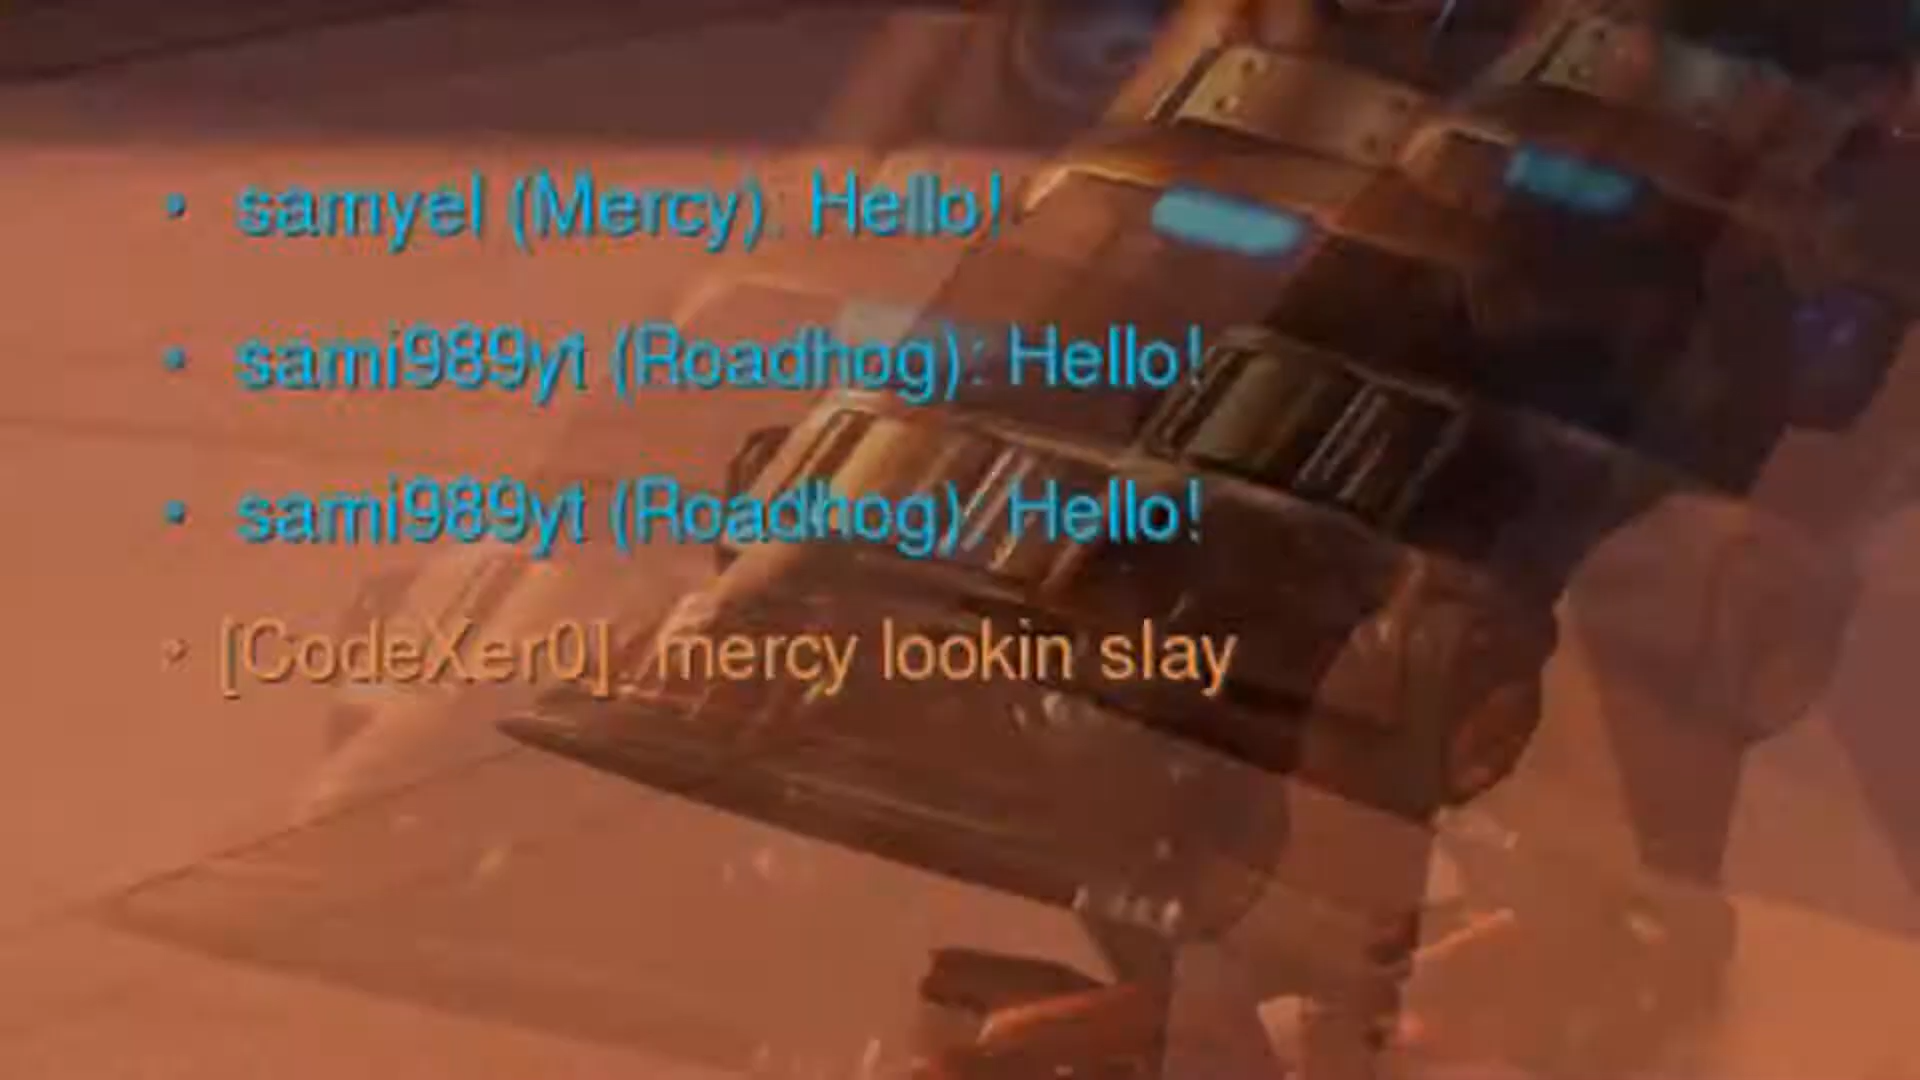 • samyel (Mercy): Hello!
• sami989yt (Roadhog): Hello!
• sami989yt (Roadhog): Hello!
• [CodeXer0]: mercy lookin slay